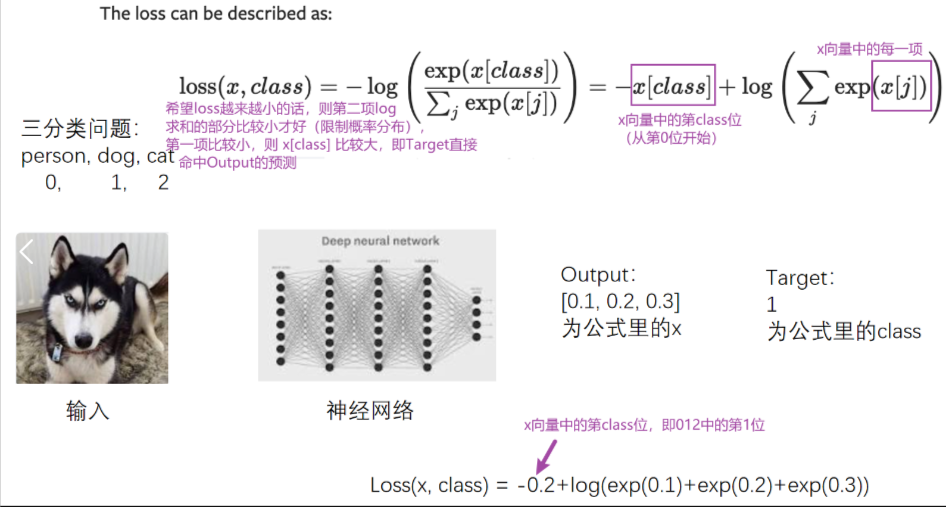 The loss can be described as:
loss(x, class) = −log(exp(x[class]) / ∑_j exp(x[j])) = −x[class] + log(∑_j exp(x[j]))
x向量中的每一项
x向量中的第class位
(从第0位开始)
希望loss越来越小的话，则第二项log
求和的部分比较小才好（限制概率分布），
第一项比较小，则 x[class] 比较大，即Target直接
命中Output的预测
三分类问题：
person, dog, cat
0, 1, 2
Deep neural network
Output：
[0.1, 0.2, 0.3]
为公式里的x
Target：
1
为公式里的class
输入
神经网络
x向量中的第class位，即012中的第1位
Loss(x, class) = -0.2+log(exp(0.1)+exp(0.2)+exp(0.3))